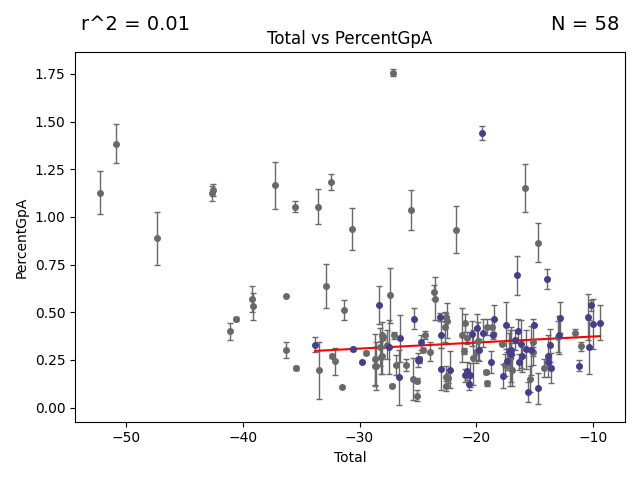 r^2 = 0.01
N = 58
Total vs PercentGpA
PercentGpA
1.75
1.50
1.25
1.00
0.75
0.50
0.25
0.00
−50
−40
−30
−20
−10
Total